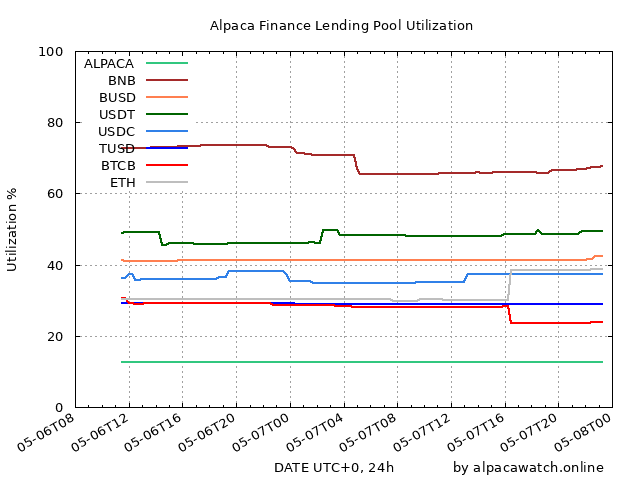 Alpaca Finance Lending Pool Utilization
100
80
60
40
20
0
Utilization %
ALPACA
BNB
BUSD
USDT
USDC
TUSD
BTCB
ETH
05-06T08
05-06T12
05-06T16
05-06T20
05-07T00
05-07T04
05-07T08
05-07T12
05-07T16
05-07T20
05-08T00
DATE UTC+0, 24h
by alpacawatch.online